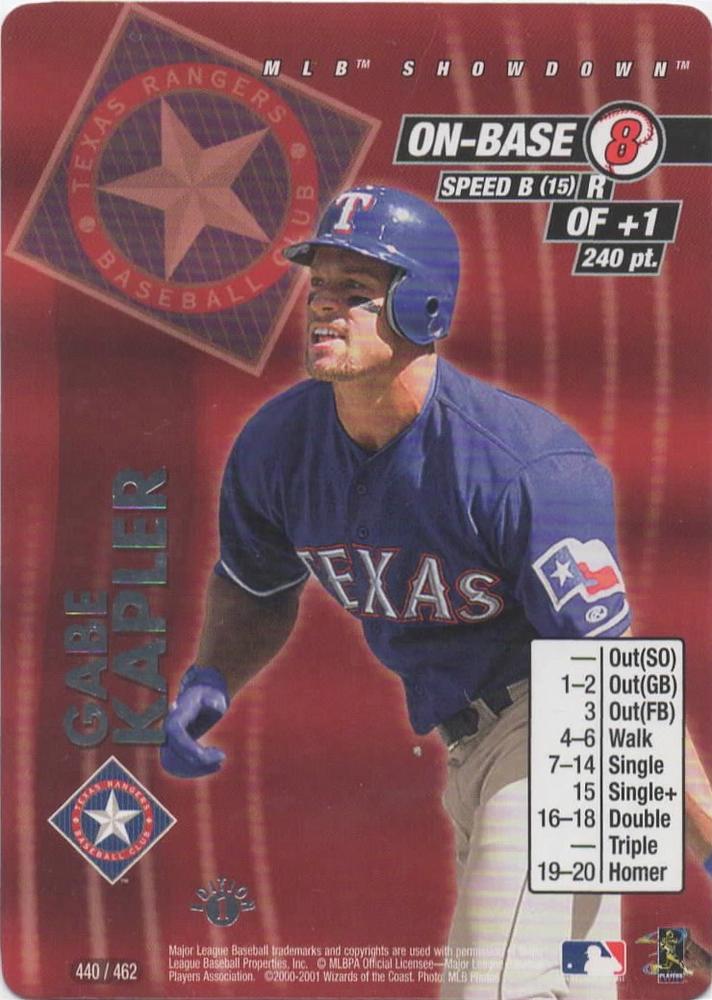 MLB™ SHOWDOWN™
TEXAS RANGERS
BASEBALL CLUB
ON-BASE 8
SPEED B (15) R
OF +1
240 pt.
T
TEXAS
GABE
KAPLER
— Out(SO)
1–2 Out(GB)
3 Out(FB)
4–6 Walk
7–14 Single
15 Single+
16–18 Double
— Triple
19–20 Homer
TEXAS RANGERS
BASEBALL CLUB
™
EDITION
1
440 / 462
Major League Baseball trademarks and copyrights are used with permission
League Baseball Properties, Inc. © MLBPA Official Licensee—Major League
Players Association. ©2000-2001 Wizards of the Coast. Photo: MLB Photos